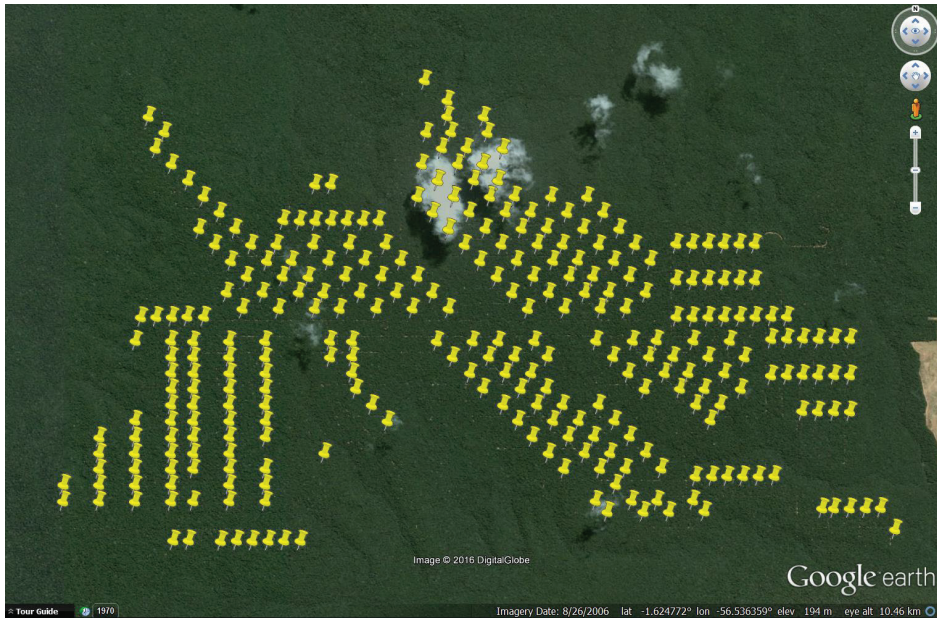 N
Image © 2016 DigitalGlobe
Google earth
Tour Guide
1970
Imagery Date: 8/26/2006 lat -1.624772° lon -56.536359° elev 194 m eye alt 10.46 km